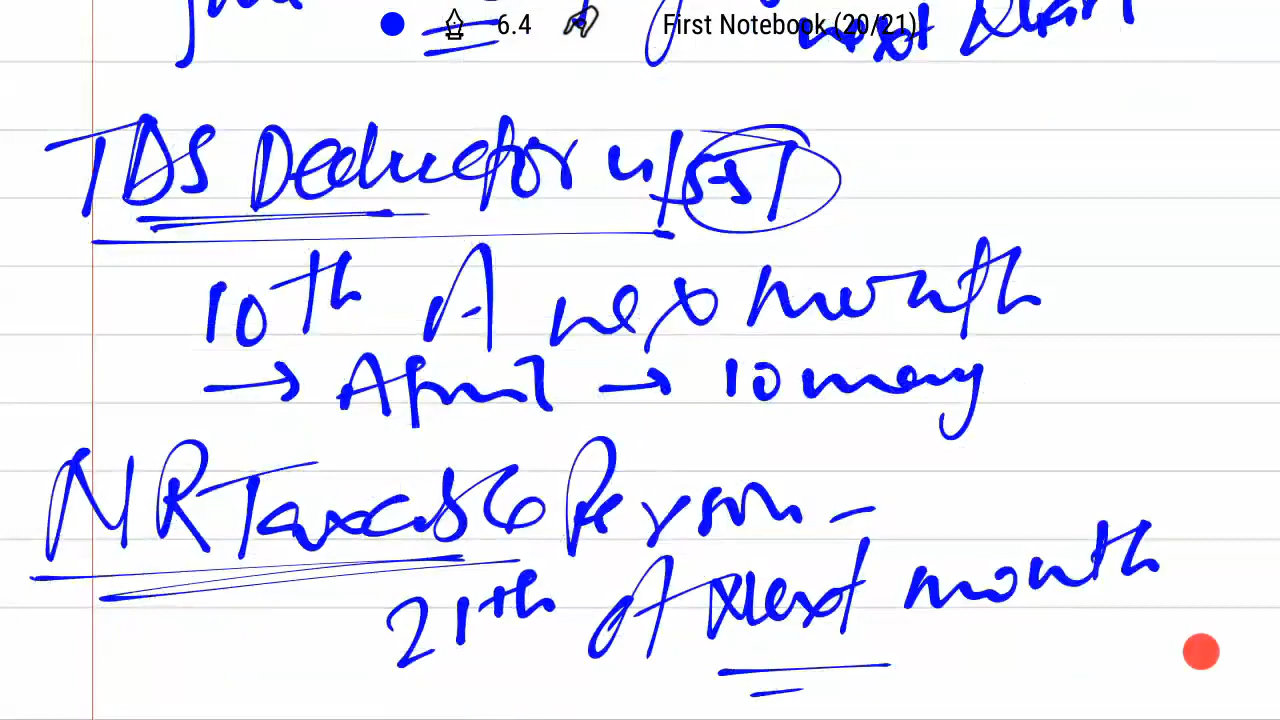 6.4 First Notebook (20/21)
next
TDS Deductor u/s 51
10th of next month
→ April → 10 may
NR Taxable Person -
21th of Next month